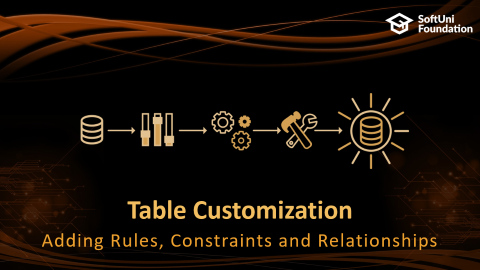 SoftUni
Foundation
Table Customization
Adding Rules, Constraints and Relationships